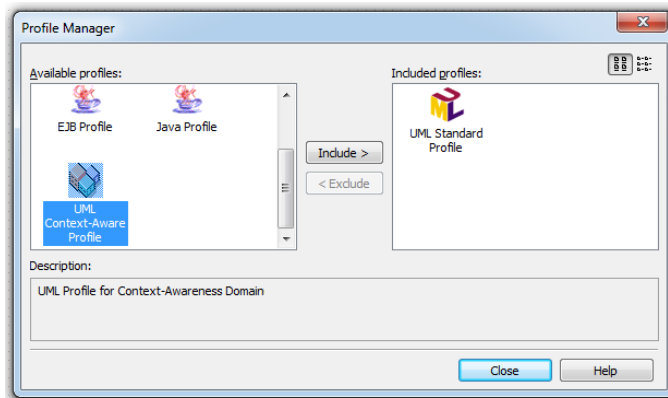 Profile Manager
Available profiles:
Included profiles:
EJB Profile
Java Profile
UML
Context-Aware
Profile
Include >
< Exclude
UML Standard
Profile
Description:
UML Profile for Context-Awareness Domain
Close
Help